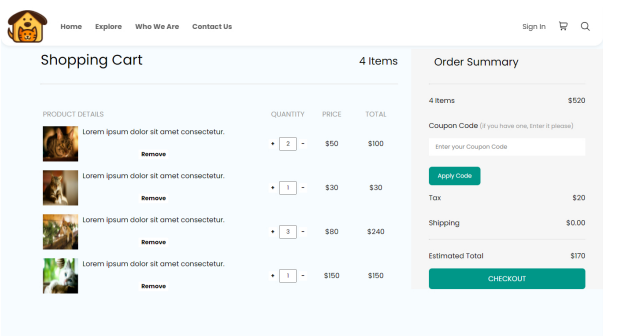 Home Explore Who We Are Contact Us Sign In
Shopping Cart 4 Items
PRODUCT DETAILS QUANTITY PRICE TOTAL
Lorem ipsum dolor sit amet consectetur.
Remove
+ 2 - $50 $100
Lorem ipsum dolor sit amet consectetur.
Remove
+ 1 - $30 $30
Lorem ipsum dolor sit amet consectetur.
Remove
+ 3 - $80 $240
Lorem ipsum dolor sit amet consectetur.
Remove
+ 1 - $150 $150
Order Summary
4 Items $520
Coupon Code (if you have one, Enter it please)
Enter your Coupon Code
Apply Code
Tax $20
Shipping $0.00
Estimated Total $170
CHECKOUT